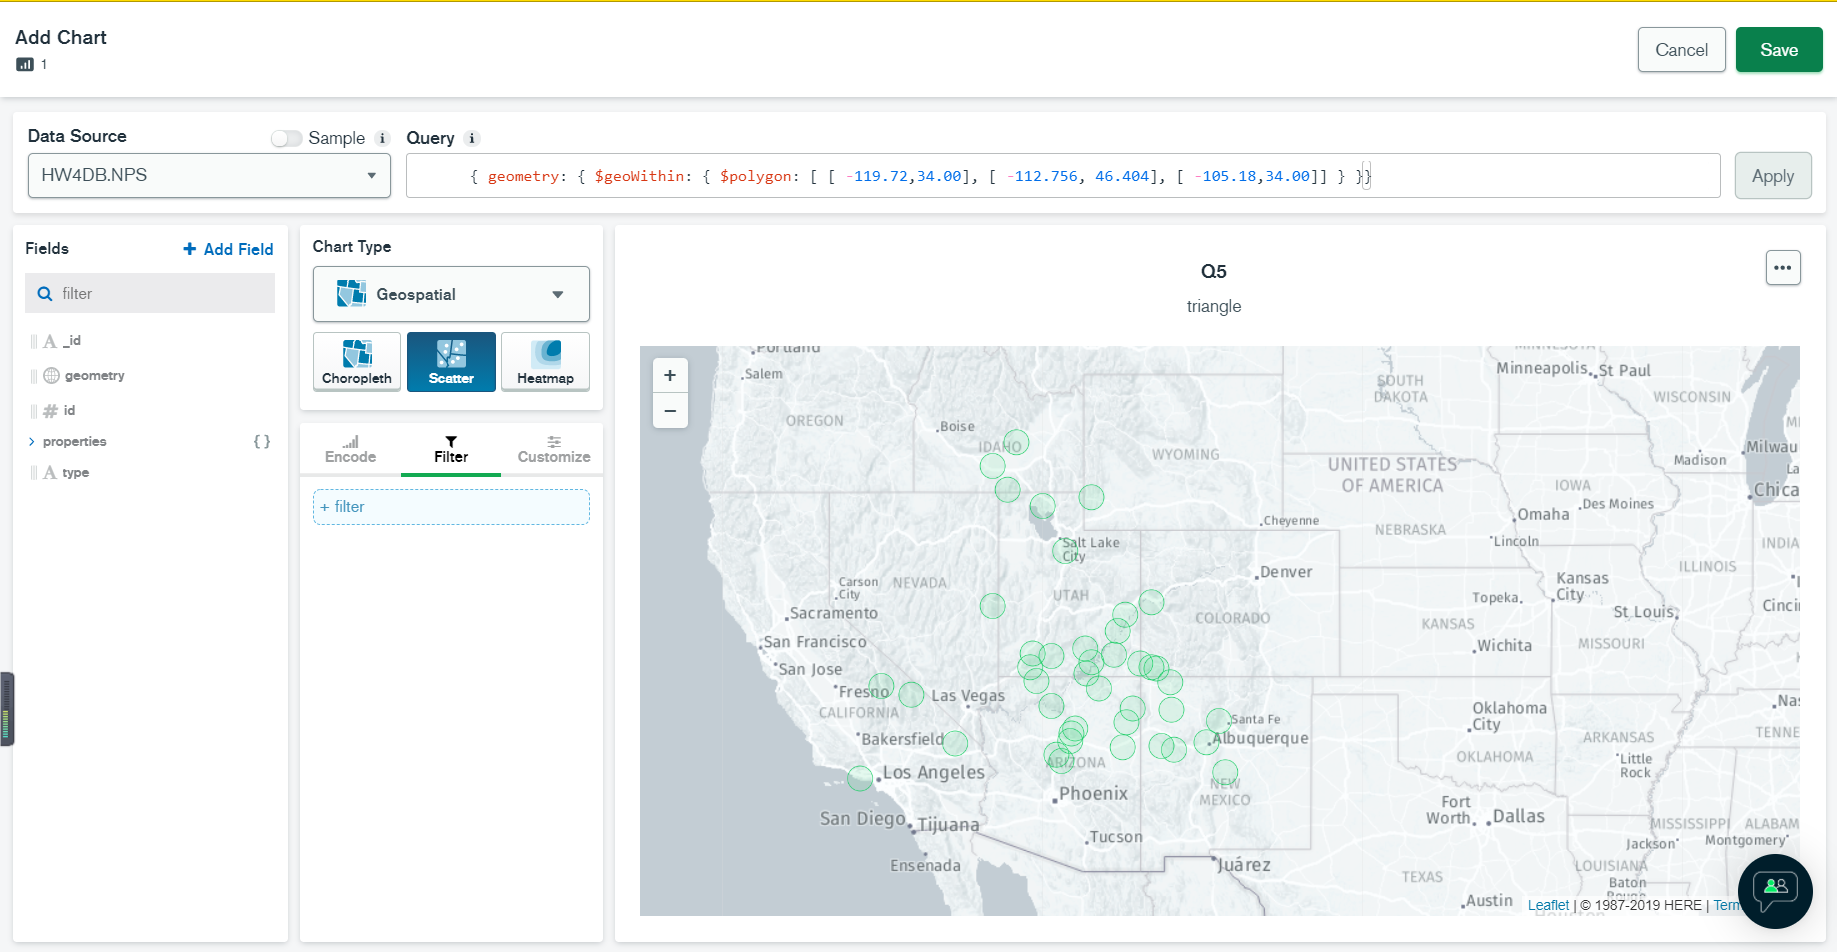 Add Chart
1
Cancel
Save
Data Source
Sample
Query
HW4DB.NPS
{ geometry: { $geoWithin: { $polygon: [ [ -119.72,34.00], [ -112.756, 46.404], [ -105.18,34.00]] } }}
Apply
Fields
+ Add Field
filter
A _id
geometry
# id
properties
{ }
A type
Chart Type
Geospatial
Choropleth
Scatter
Heatmap
Encode
Filter
Customize
+ filter
Q5
triangle
+
−
Portland
Salem
OREGON
Boise
IDAHO
WYOMING
SOUTH
DAKOTA
MINNESOTA
Minneapolis
St Paul
WISCONSIN
Madison
Milwau
Chica
UNITED STATES
OF AMERICA
IOWA
Des Moines
Omaha
Lincoln
NEBRASKA
Cheyenne
Salt Lake
City
Carson
City
NEVADA
UTAH
Denver
COLORADO
Sacramento
San Francisco
San Jose
Fresno
CALIFORNIA
Las Vegas
Bakersfield
Los Angeles
San Diego
Tijuana
Ensenada
ARIZONA
Phoenix
Tucson
Santa Fe
Albuquerque
NEW
MEXICO
Juárez
Topeka
Kansas
City
St Louis
KANSAS
Wichita
MISSOURI
ILLINOIS
INDIA
Cinci
Oklahoma
City
OKLAHOMA
ARKANSAS
Little
Rock
Nas
TENNE
Fort
Worth
Dallas
MISSISSIPPI
ALABAM
Jackson
Montgomery
LOUISIANA
Baton
Rouge
TEXAS
Austin
Houston
Leaflet | © 1987-2019 HERE | Term